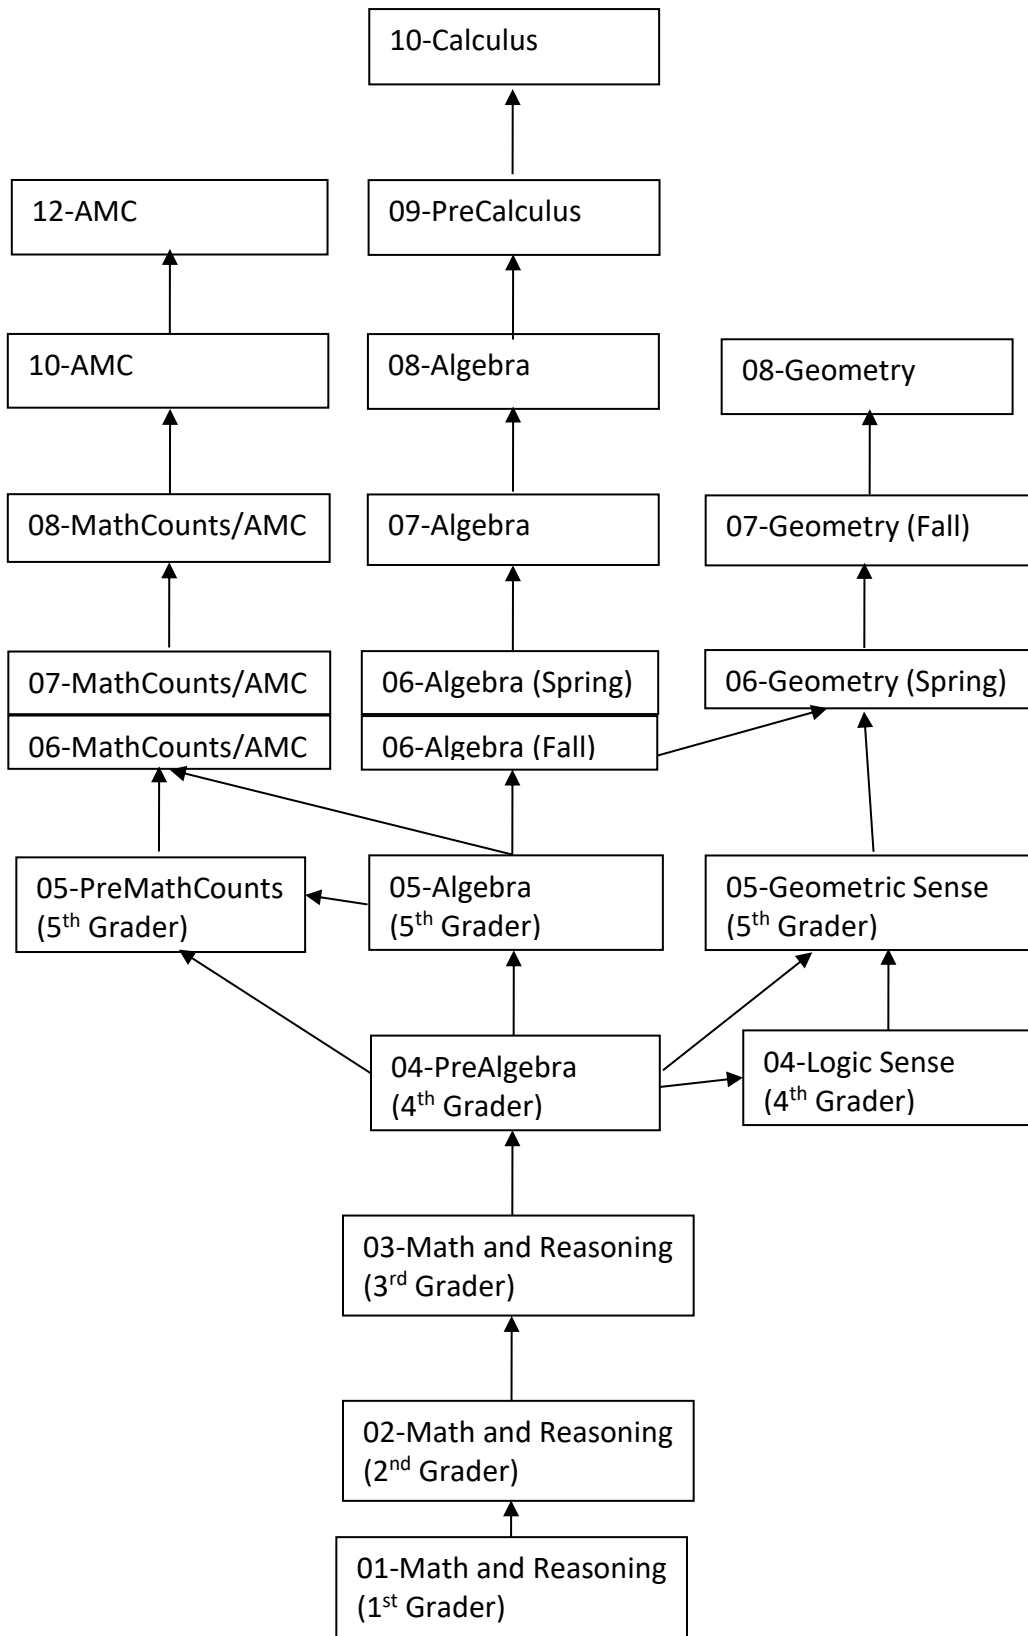 10-Calculus
12-AMC
09-PreCalculus
10-AMC
08-Algebra
08-Geometry
08-MathCounts/AMC
07-Algebra
07-Geometry (Fall)
07-MathCounts/AMC
06-Algebra (Spring)
06-Geometry (Spring)
06-MathCounts/AMC
06-Algebra (Fall)
05-PreMathCounts
(5th Grader)
05-Algebra
(5th Grader)
05-Geometric Sense
(5th Grader)
04-PreAlgebra
(4th Grader)
04-Logic Sense
(4th Grader)
03-Math and Reasoning
(3rd Grader)
02-Math and Reasoning
(2nd Grader)
01-Math and Reasoning
(1st Grader)